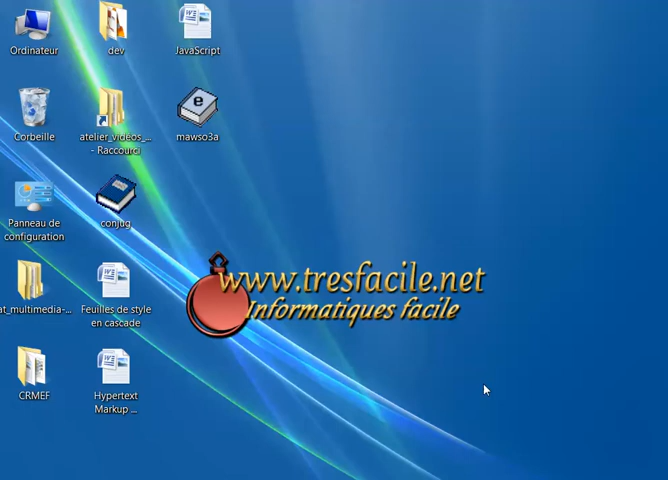 Ordinateur
dev
JavaScript
Corbeille
atelier_videos_...
- Raccourci
mawso3a
Panneau de
configuration
conjug
www.tresfacile.net
Informatiques facile
at_multimedia-...
Feuilles de style
en cascade
CRMEF
Hypertext
Markup ...